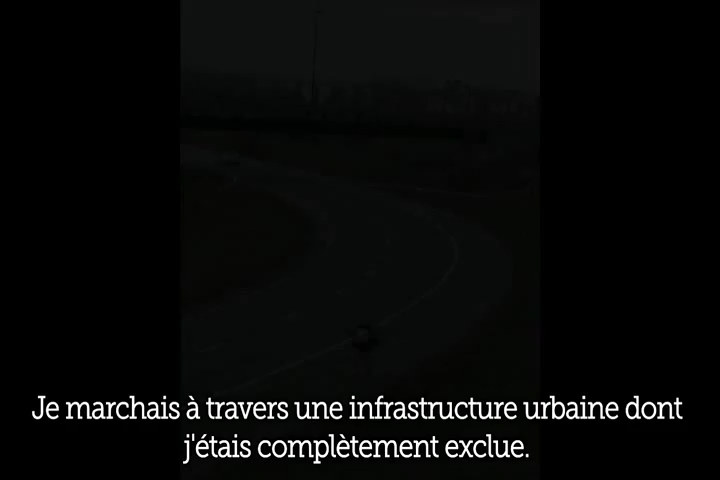 Je marchais à travers une infrastructure urbaine dont
j'étais complètement exclue.